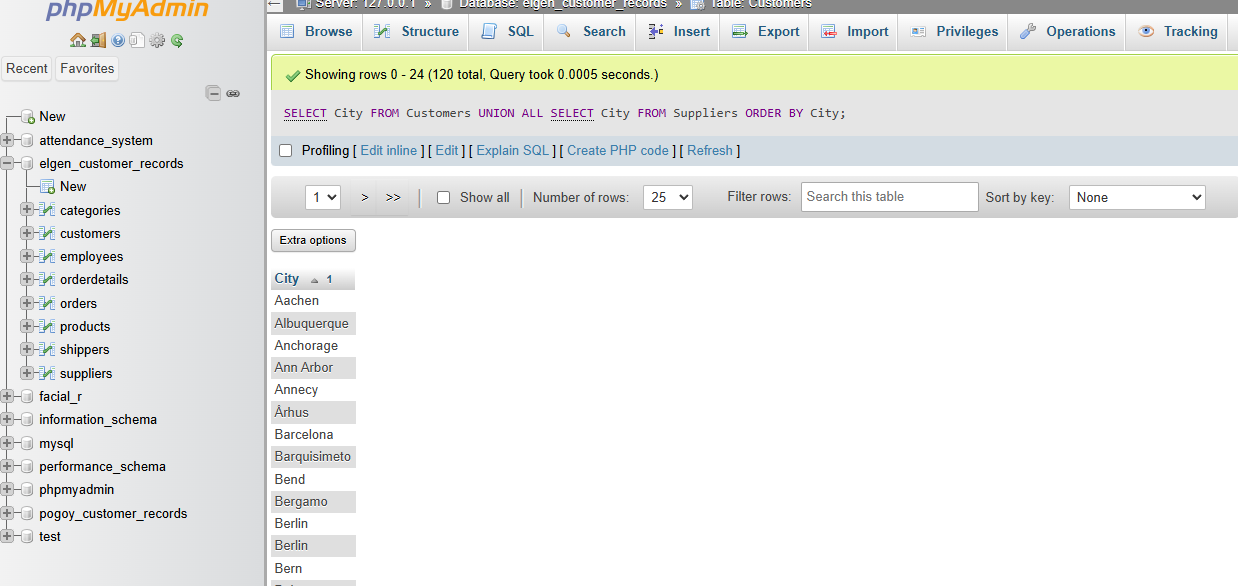 phpMyAdmin
Recent Favorites
New
attendance_system
elgen_customer_records
New
categories
customers
employees
orderdetails
orders
products
shippers
suppliers
facial_r
information_schema
mysql
performance_schema
phpmyadmin
pogoy_customer_records
test
Server: 127.0.0.1 » Database: elgen_customer_records » Table: Customers
Browse Structure SQL Search Insert Export Import Privileges Operations Tracking
Showing rows 0 - 24 (120 total, Query took 0.0005 seconds.)
SELECT City FROM Customers UNION ALL SELECT City FROM Suppliers ORDER BY City;
Profiling [ Edit inline ] [ Edit ] [ Explain SQL ] [ Create PHP code ] [ Refresh ]
1 > >> Show all Number of rows: 25 Filter rows: Search this table Sort by key: None
Extra options
City 1
Aachen
Albuquerque
Anchorage
Ann Arbor
Annecy
Århus
Barcelona
Barquisimeto
Bend
Bergamo
Berlin
Berlin
Bern